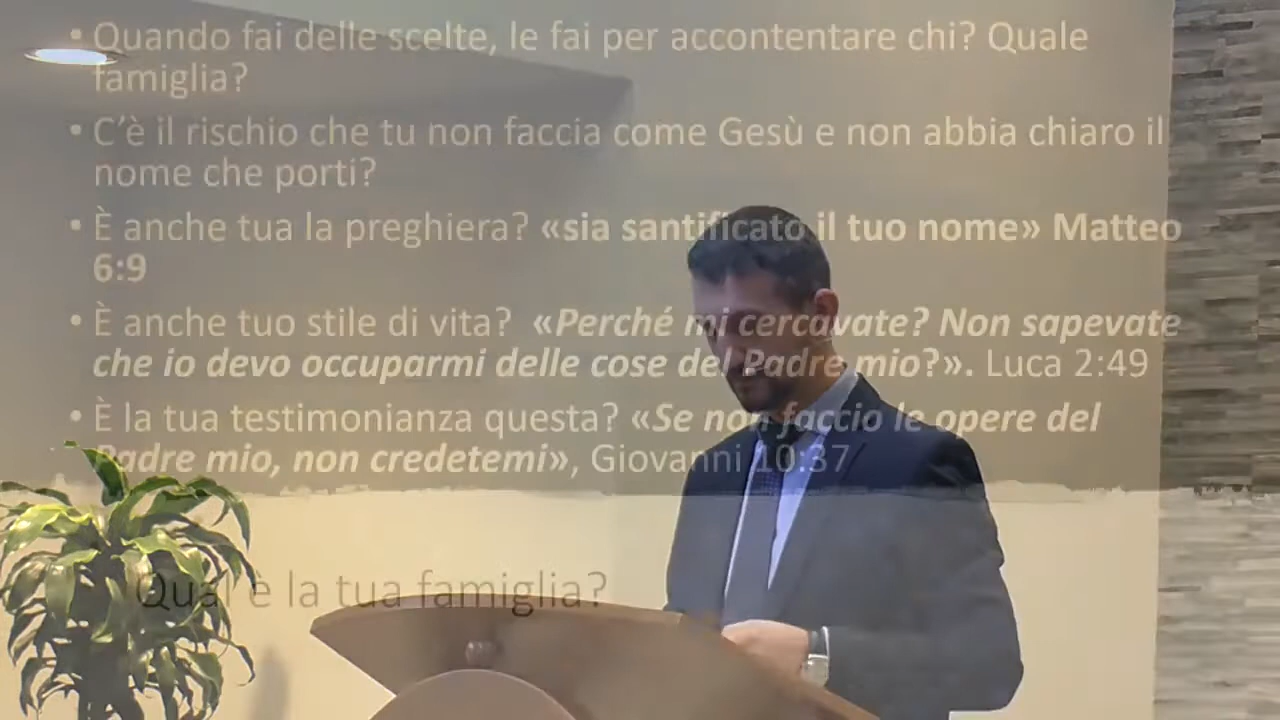 • Quando fai delle scelte, le fai per accontentare chi? Quale
famiglia?
• C’è il rischio che tu non faccia come Gesù e non abbia chiaro il
nome che porti?
• È anche tua la preghiera? «sia santificato il tuo nome» Matteo
6:9
• È anche tuo stile di vita? «Perché mi cercavate? Non sapevate
che io devo occuparmi delle cose del Padre mio?». Luca 2:49
• È la tua testimonianza questa? «Se non faccio le opere del
Padre mio, non credetemi», Giovanni 10:37
Qual è la tua famiglia?